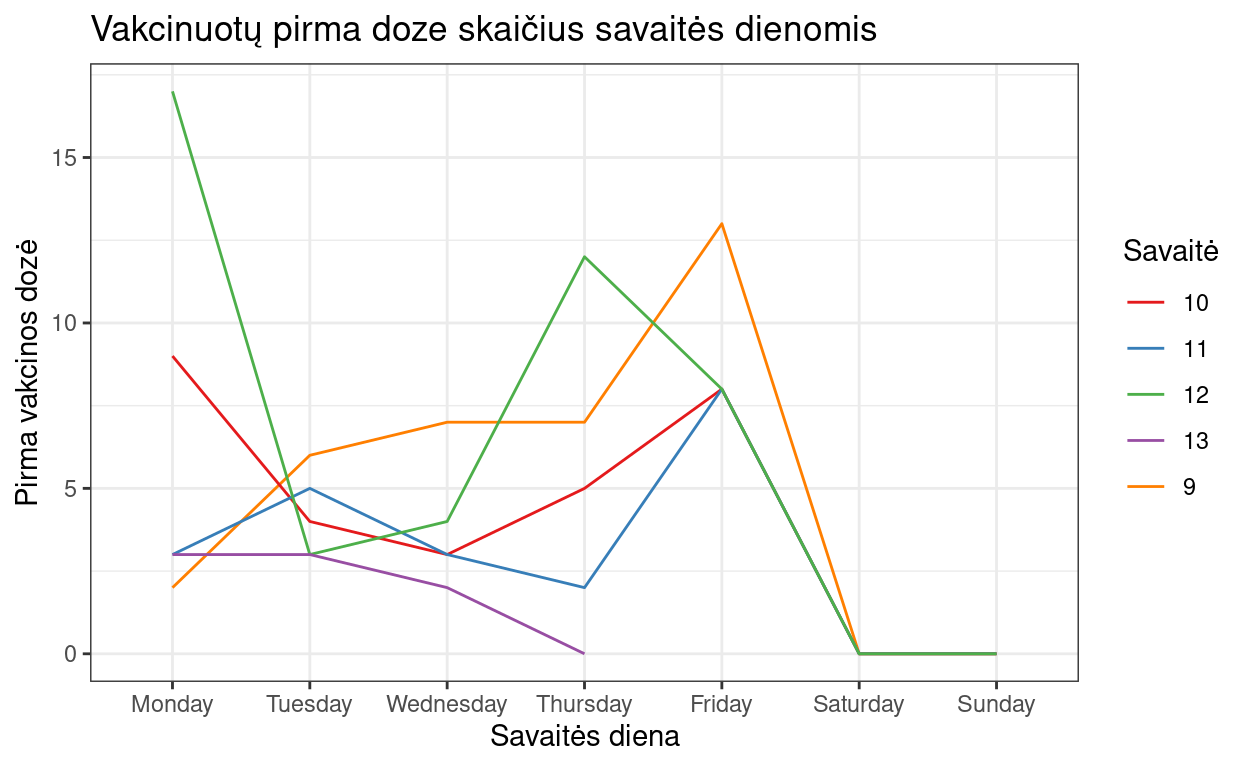 Vakcinuotų pirma doze skaičius savaitės dienomis
Pirma vakcinos dozė
15
10
5
0
Monday Tuesday Wednesday Thursday Friday Saturday Sunday
Savaitės diena
Savaitė
10
11
12
13
9